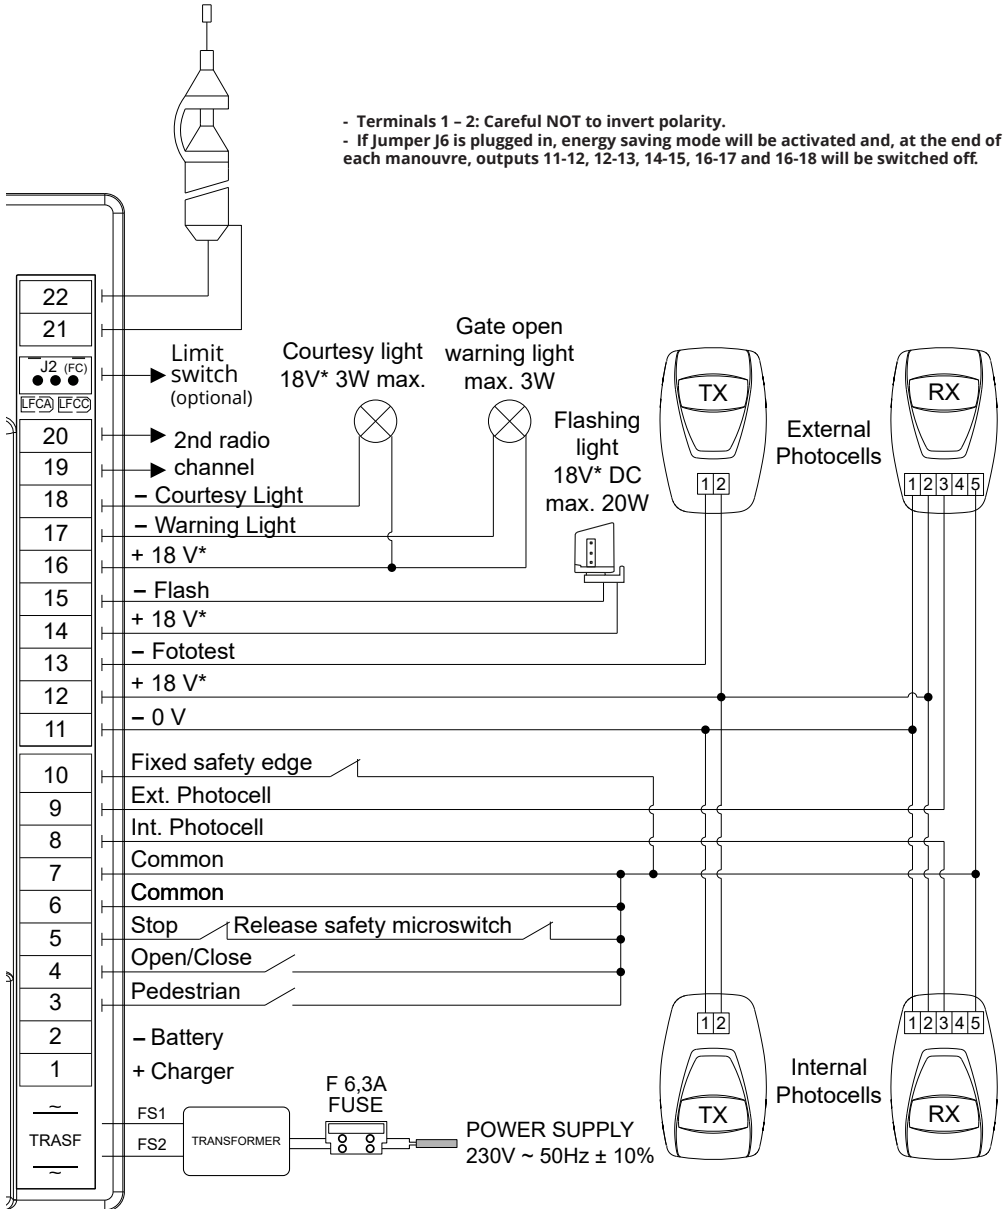 - Terminals 1 – 2: Careful NOT to invert polarity.
- If Jumper J6 is plugged in, energy saving mode will be activated and, at the end of
each manouvre, outputs 11-12, 12-13, 14-15, 16-17 and 16-18 will be switched off.
22
21
J2 (FC)
LFCA LFCC
Limit
switch
(optional)
Courtesy light
18V* 3W max.
Gate open
warning light
max. 3W
Flashing
light
18V* DC
max. 20W
TX
1 2
External
Photocells
RX
1 2 3 4 5
20
19
2nd radio
channel
18
– Courtesy Light
17
– Warning Light
16
+ 18 V*
15
– Flash
14
+ 18 V*
13
– Fototest
12
+ 18 V*
11
– 0 V
10
Fixed safety edge
9
Ext. Photocell
8
Int. Photocell
7
Common
6
Common
5
Stop
Release safety microswitch
4
Open/Close
3
Pedestrian
2
– Battery
1
+ Charger
~
TRASF
~
FS1
FS2
TRANSFORMER
F 6,3A
FUSE
POWER SUPPLY
230V ~ 50Hz ± 10%
1 2
TX
Internal
Photocells
1 2 3 4 5
RX